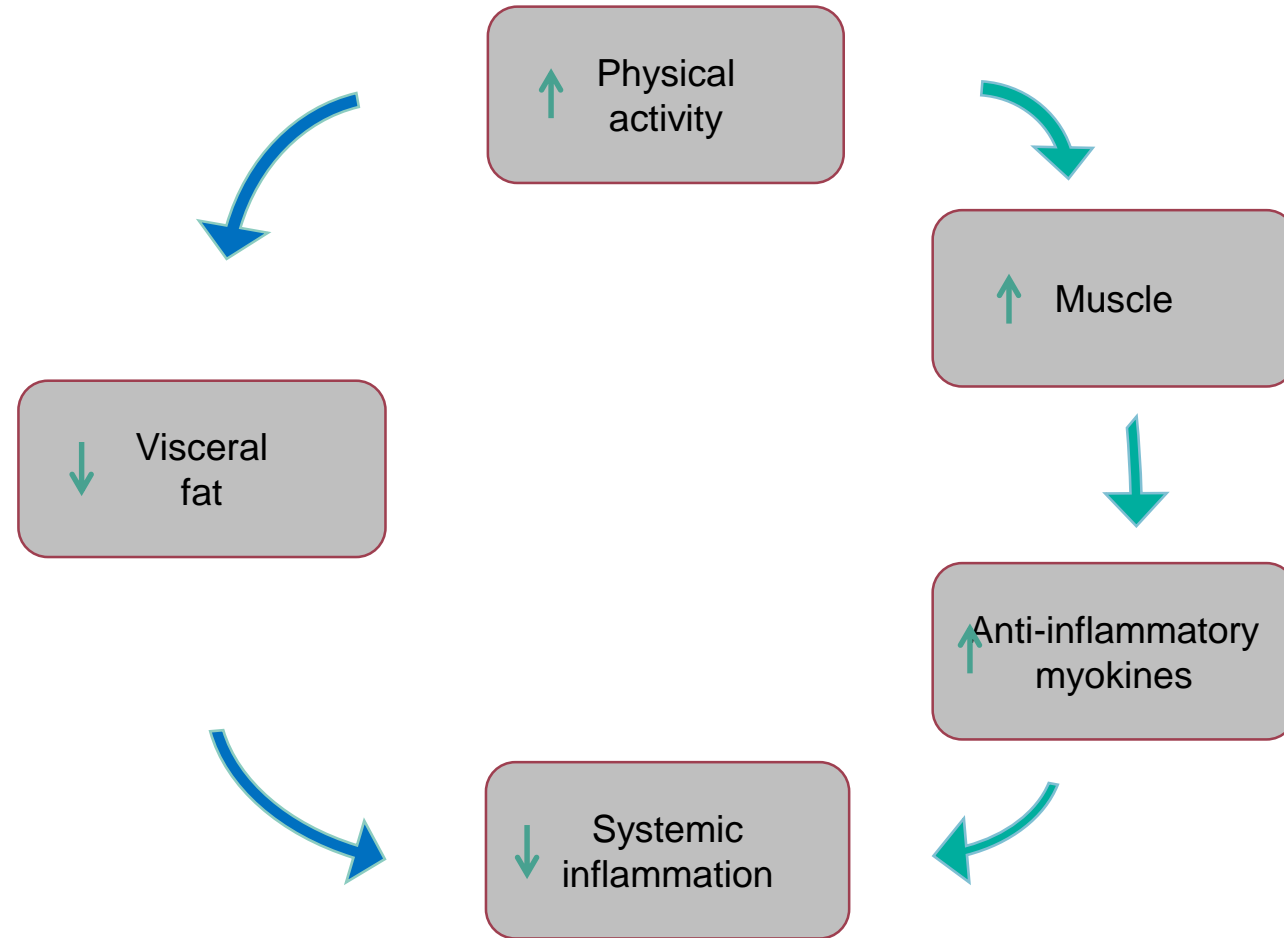 Physical
activity
Muscle
Visceral
fat
Anti-inflammatory
myokines
Systemic
inflammation